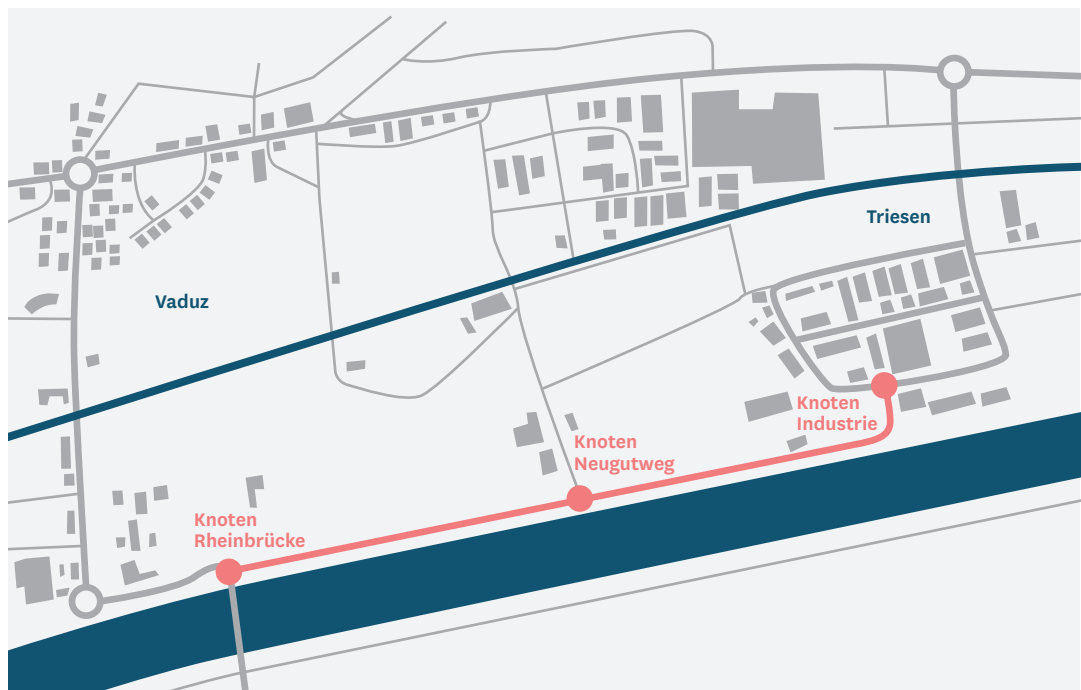 Triesen
Vaduz
Knoten
Industrie
Knoten
Neugutweg
Knoten
Rheinbrücke